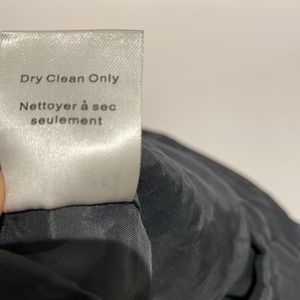 Dry Clean Only
Nettoyer à sec
seulement